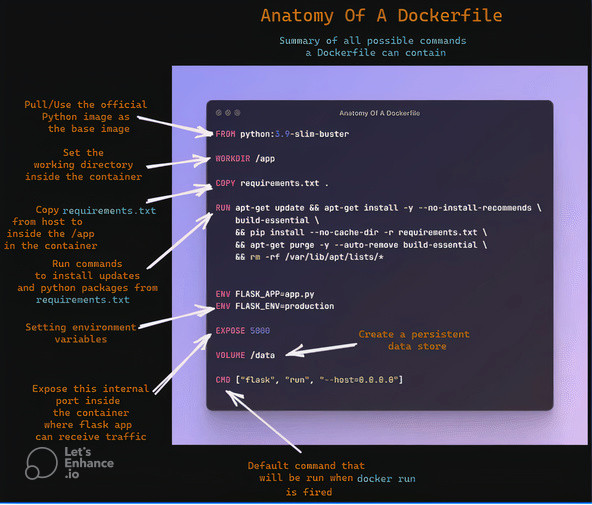 Anatomy Of A Dockerfile
Summary of all possible commands
a Dockerfile can contain
Anatomy Of A Dockerfile
Pull/Use the official
Python image as
the base image
FROM python:3.9-slim-buster
Set the
working directory
inside the container
WORKDIR /app
COPY requirements.txt .
Copy requirements.txt
from host to
inside the /app
in the container
RUN apt-get update && apt-get install -y --no-install-recommends \
build-essential \
&& pip install --no-cache-dir -r requirements.txt \
&& apt-get purge -y --auto-remove build-essential \
&& rm -rf /var/lib/apt/lists/*
Run commands
to install updates
and python packages from
requirements.txt
ENV FLASK_APP=app.py
ENV FLASK_ENV=production
Setting environment
variables
EXPOSE 5000
Create a persistent
data store
VOLUME /data
CMD ["flask", "run", "--host=0.0.0.0"]
Expose this internal
port inside
the container
where flask app
can receive traffic
Let's
Enhance
.io
Default command that
will be run when docker run
is fired